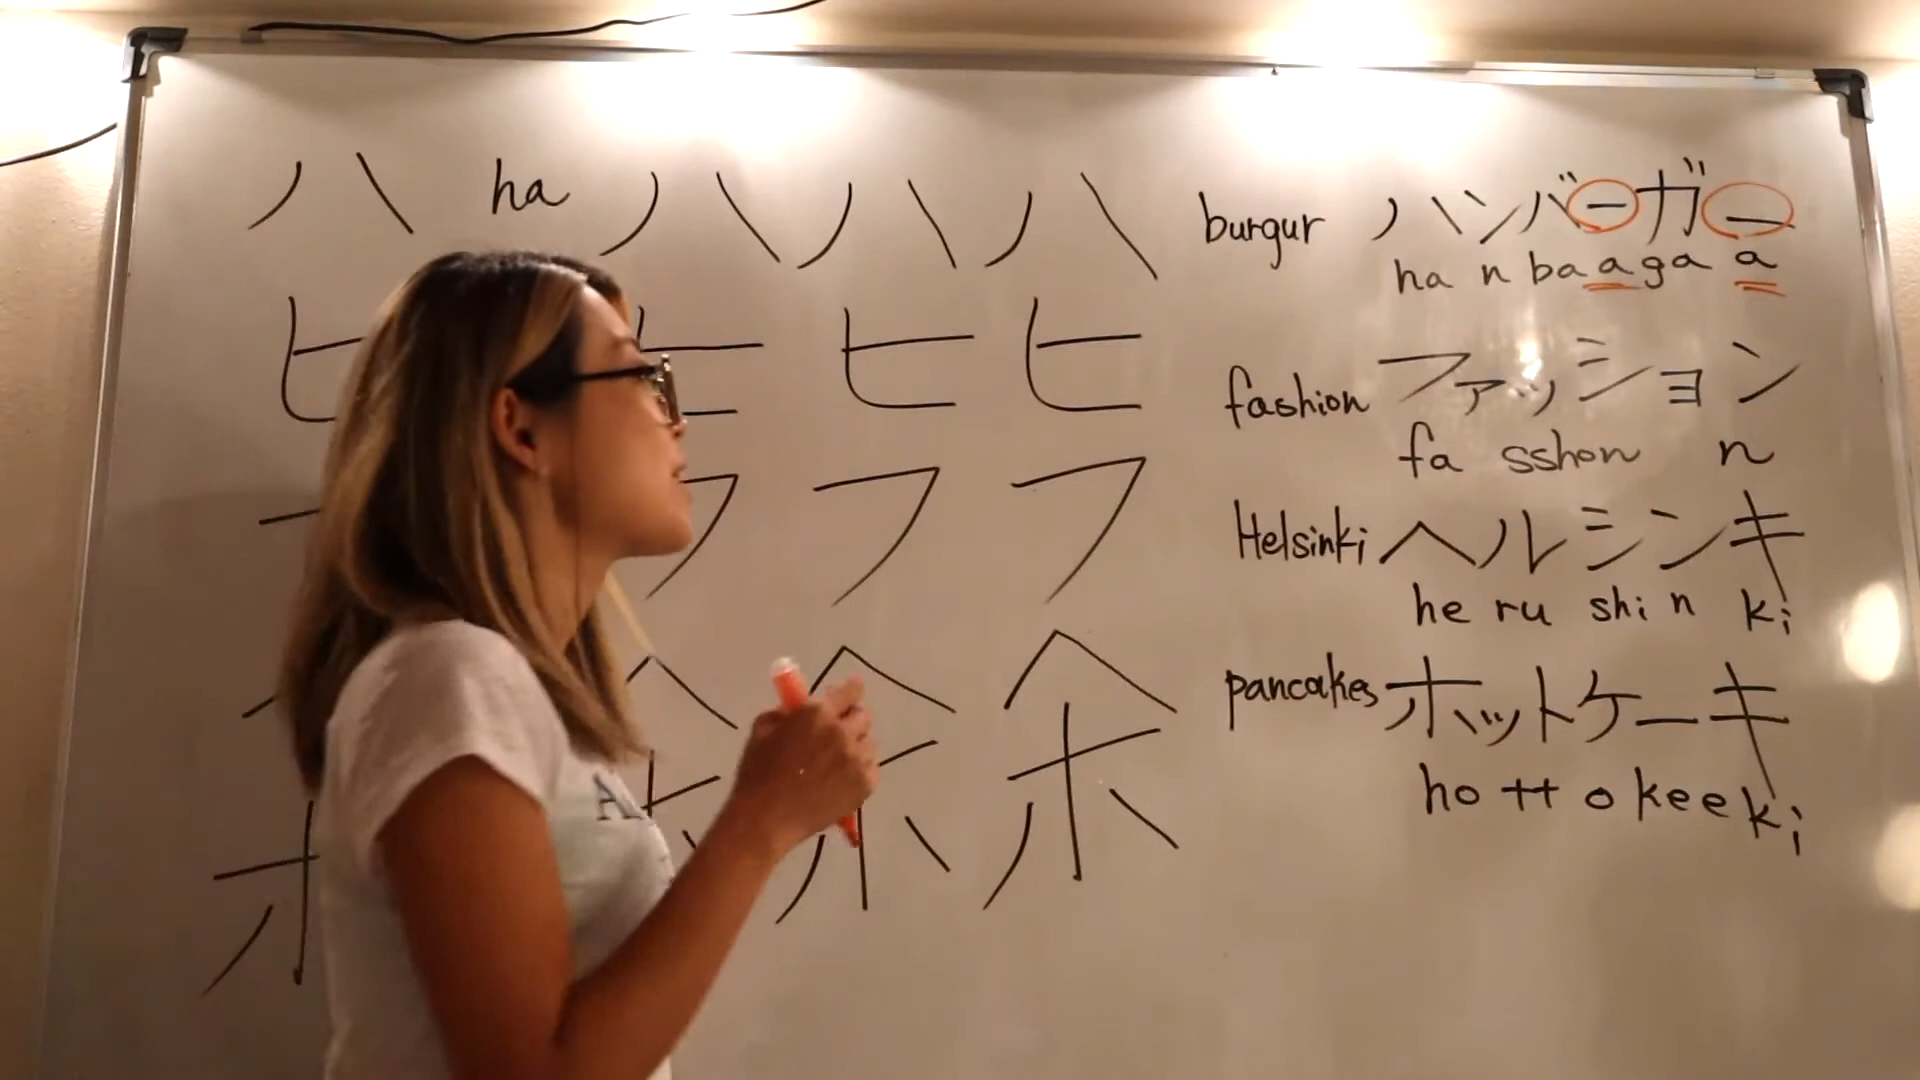 ハ ha ハ ハ ハ
ヒ ヒ ヒ ヒ
フ フ フ
ヘ ヘ ヘ
ホ ホ ホ
burgur ハンバーガー
ha n ba a ga a
fashion ファッション
fa sshon n
Helsinki ヘルシンキ
he ru shi n ki
pancakes ホットケーキ
ho tt o kee ki